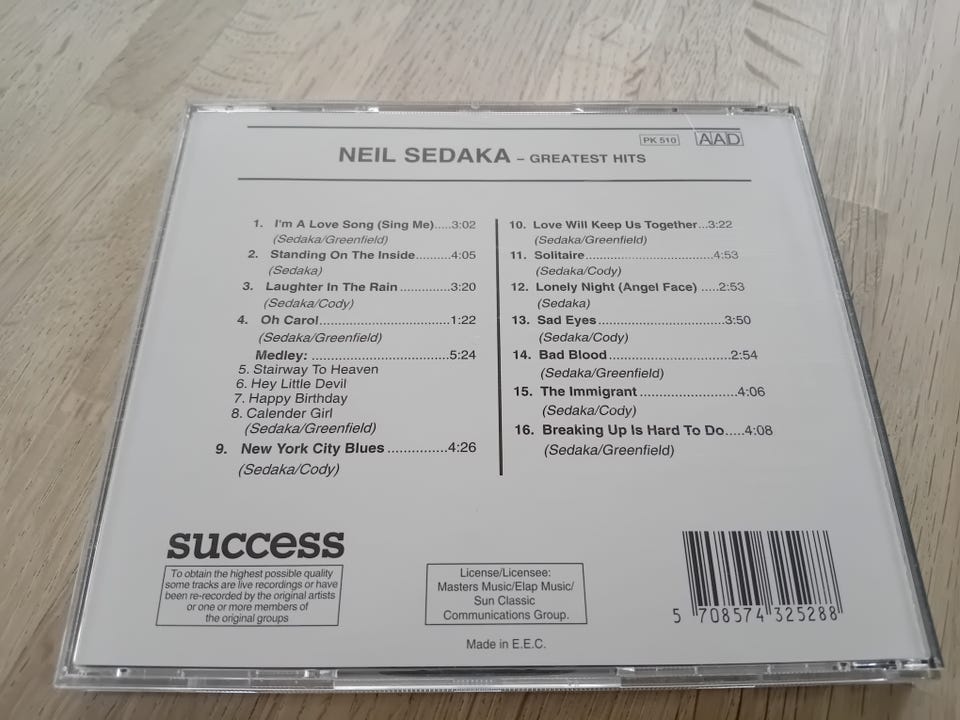 PK 510 AAD
NEIL SEDAKA – GREATEST HITS
1. I'm A Love Song (Sing Me).....3:02
(Sedaka/Greenfield)
2. Standing On The Inside.........4:05
(Sedaka)
3. Laughter In The Rain .............3:20
(Sedaka/Cody)
4. Oh Carol.................................1:22
(Sedaka/Greenfield)
Medley: ...................................5:24
5. Stairway To Heaven
6. Hey Little Devil
7. Happy Birthday
8. Calender Girl
(Sedaka/Greenfield)
9. New York City Blues ...............4:26
(Sedaka/Cody)
10. Love Will Keep Us Together...3:22
(Sedaka/Greenfield)
11. Solitaire.................................4:53
(Sedaka/Cody)
12. Lonely Night (Angel Face) .....2:53
(Sedaka)
13. Sad Eyes................................3:50
(Sedaka/Cody)
14. Bad Blood..............................2:54
(Sedaka/Greenfield)
15. The Immigrant ........................4:06
(Sedaka/Cody)
16. Breaking Up Is Hard To Do.....4:08
(Sedaka/Greenfield)
success
To obtain the highest possible quality
some tracks are live recordings or have
been re-recorded by the original artists
or one or more members of
the original groups
License/Licensee:
Masters Music/Elap Music/
Sun Classic
Communications Group.
Made in E.E.C.
5 708574 325288